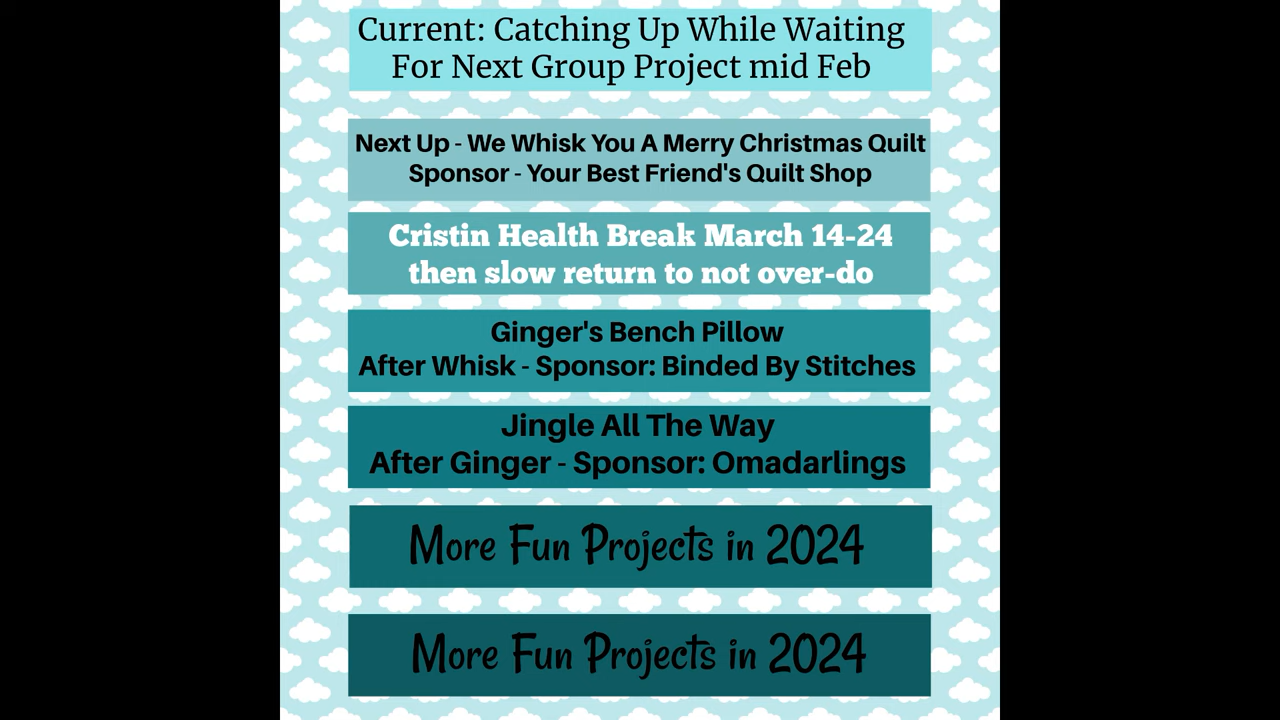 Current: Catching Up While Waiting
For Next Group Project mid Feb
Next Up - We Whisk You A Merry Christmas Quilt
Sponsor - Your Best Friend's Quilt Shop
Cristin Health Break March 14-24
then slow return to not over-do
Ginger's Bench Pillow
After Whisk - Sponsor: Binded By Stitches
Jingle All The Way
After Ginger - Sponsor: Omadarlings
More Fun Projects in 2024
More Fun Projects in 2024